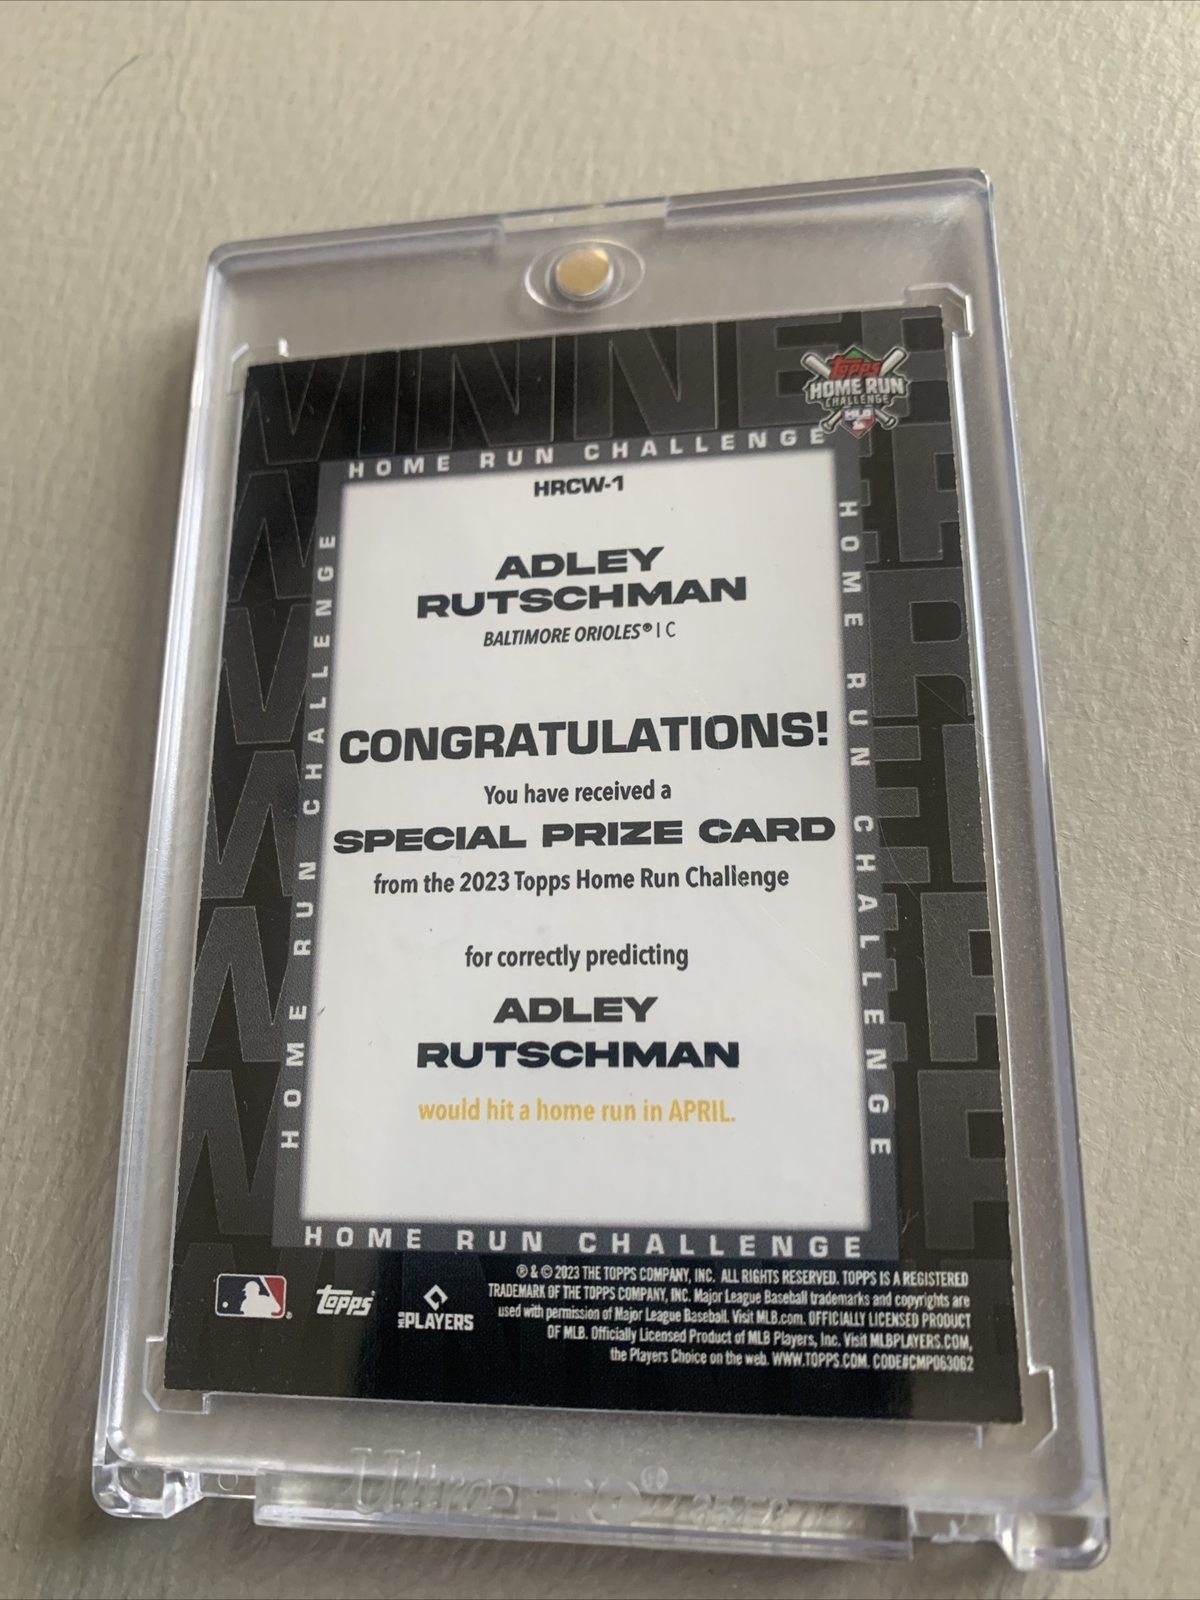 WINNER
Topps
HOME RUN
CHALLENGE
MLB
HOME RUN CHALLENGE
HRCW-1
ADLEY
RUTSCHMAN
BALTIMORE ORIOLES® | C
CONGRATULATIONS!
You have received a
SPECIAL PRIZE CARD
from the 2023 Topps Home Run Challenge
for correctly predicting
ADLEY
RUTSCHMAN
would hit a home run in APRIL.
HOME RUN CHALLENGE
HOME RUN CHALLENGE
HOME RUN CHALLENGE
® & © 2023 THE TOPPS COMPANY, INC. ALL RIGHTS RESERVED. TOPPS IS A REGISTERED
TRADEMARK OF THE TOPPS COMPANY, INC. Major League Baseball trademarks and copyrights are
used with permission of Major League Baseball. Visit MLB.com. OFFICIALLY LICENSED PRODUCT
OF MLB. Officially Licensed Product of MLB Players, Inc. Visit MLBPLAYERS.COM,
the Players Choice on the web. WWW.TOPPS.COM. CODE#CMP063062
Topps
MLB PLAYERS
Ultra PRO®